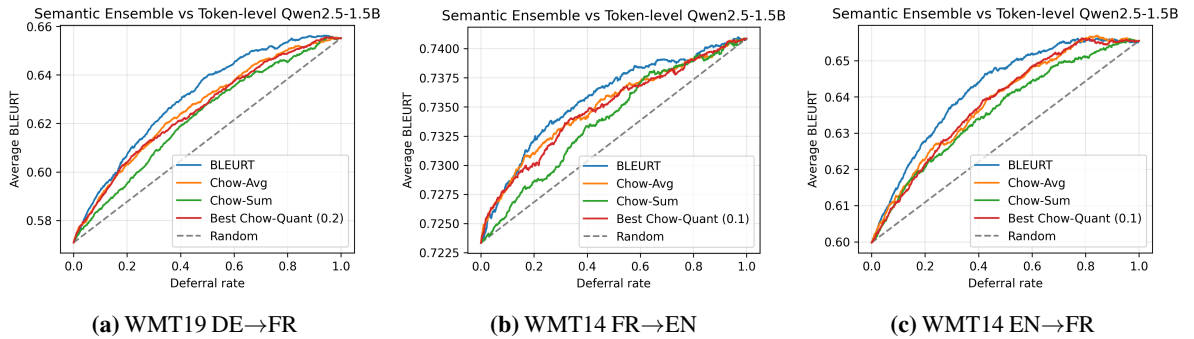 Semantic Ensemble vs Token-level Qwen2.5-1.5B
0.66
0.64
0.62
0.60
0.58
Average BLEURT
BLEURT
Chow-Avg
Chow-Sum
Best Chow-Quant (0.2)
Random
0.0 0.2 0.4 0.6 0.8 1.0
Deferral rate
(a) WMT19 DE→FR
Semantic Ensemble vs Token-level Qwen2.5-1.5B
0.7400
0.7375
0.7350
0.7325
0.7300
0.7275
0.7250
0.7225
Average BLEURT
BLEURT
Chow-Avg
Chow-Sum
Best Chow-Quant (0.1)
Random
0.0 0.2 0.4 0.6 0.8 1.0
Deferral rate
(b) WMT14 FR→EN
Semantic Ensemble vs Token-level Qwen2.5-1.5B
0.65
0.64
0.63
0.62
0.61
0.60
Average BLEURT
BLEURT
Chow-Avg
Chow-Sum
Best Chow-Quant (0.1)
Random
0.0 0.2 0.4 0.6 0.8 1.0
Deferral rate
(c) WMT14 EN→FR